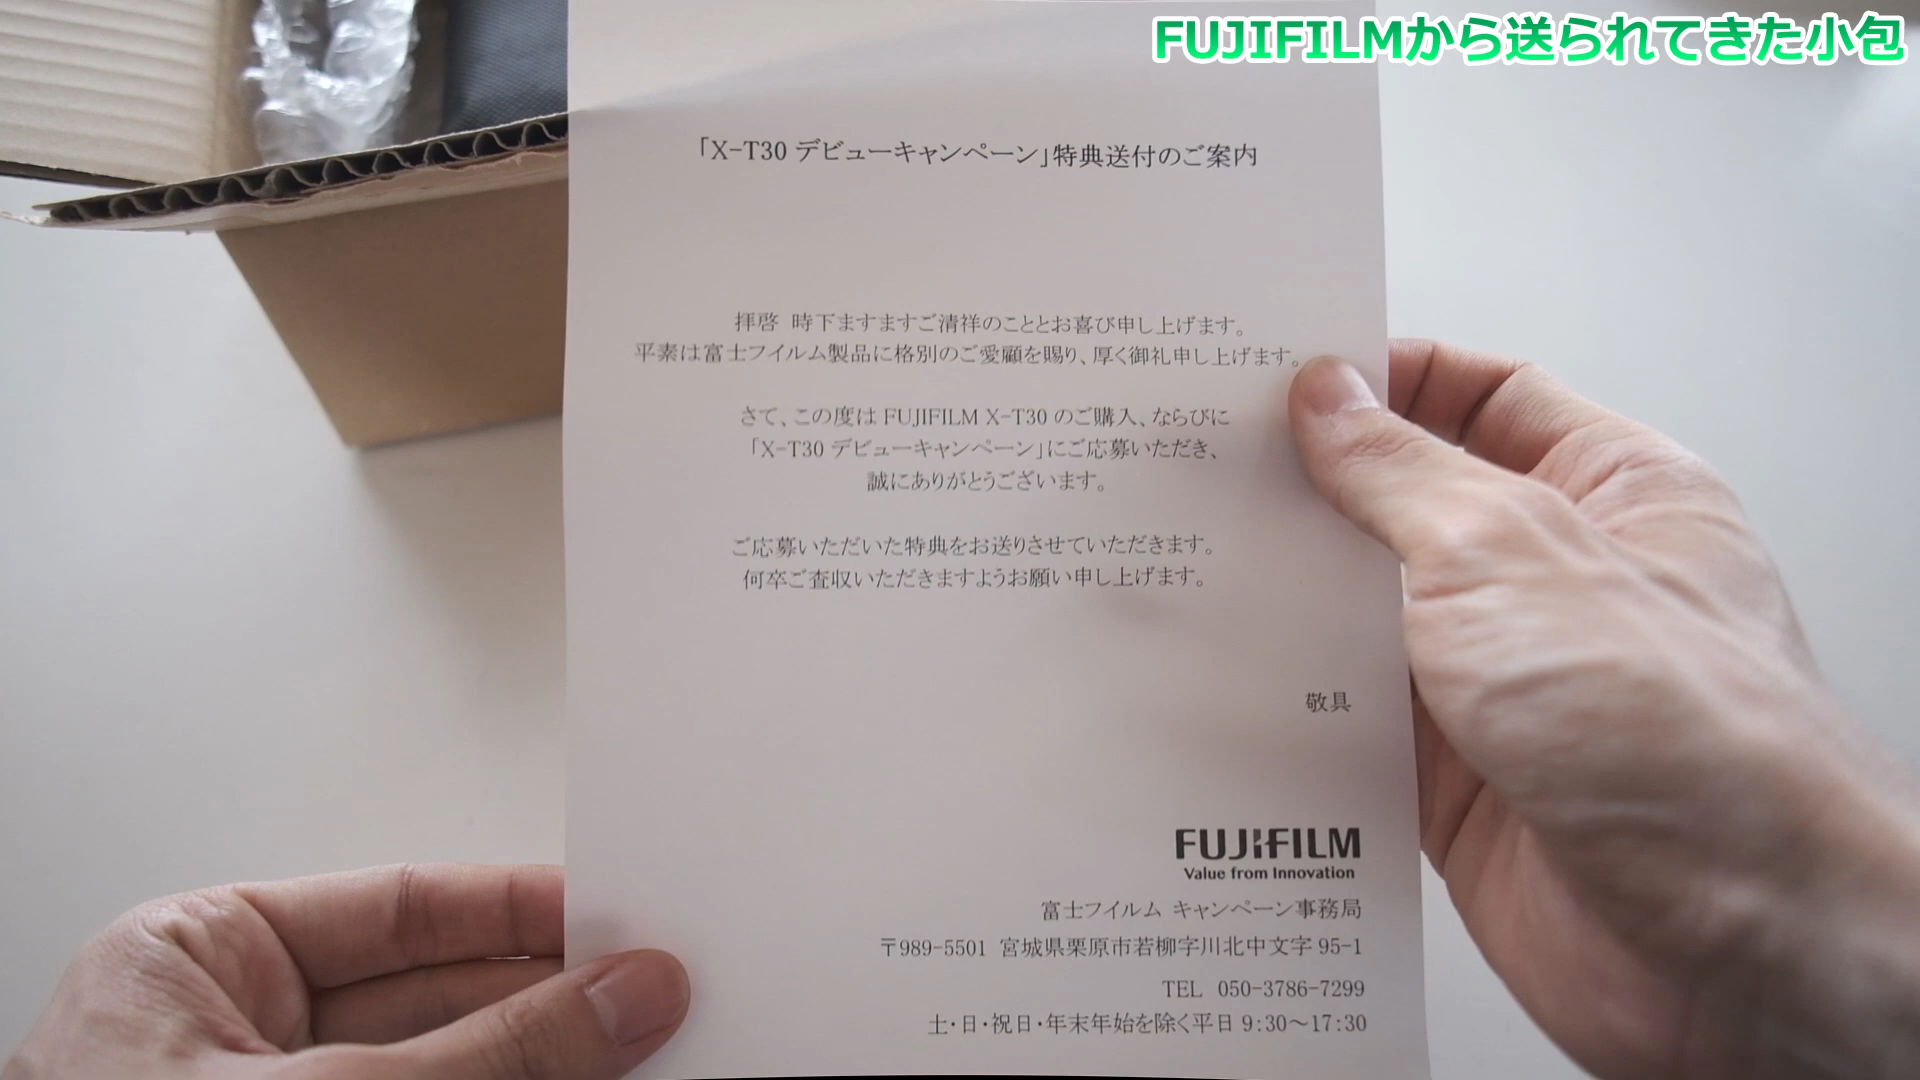 FUJIFILMから送られてきた小包
「X-T30 デビューキャンペーン」特典送付のご案内
拝啓 時下ますますご清祥のこととお喜び申し上げます。
平素は富士フイルム製品に格別のご愛顧を賜り、厚く御礼申し上げます。
さて、この度は FUJIFILM X-T30 のご購入、ならびに
「X-T30 デビューキャンペーン」にご応募いただき、
誠にありがとうございます。
ご応募いただいた特典をお送りさせていただきます。
何卒ご査収いただきますようお願い申し上げます。
敬具
FUJIFILM
Value from Innovation
富士フイルム キャンペーン事務局
〒989-5501 宮城県栗原市若柳字川北中文字 95-1
TEL 050-3786-7299
土・日・祝日・年末年始を除く平日 9:30～17:30